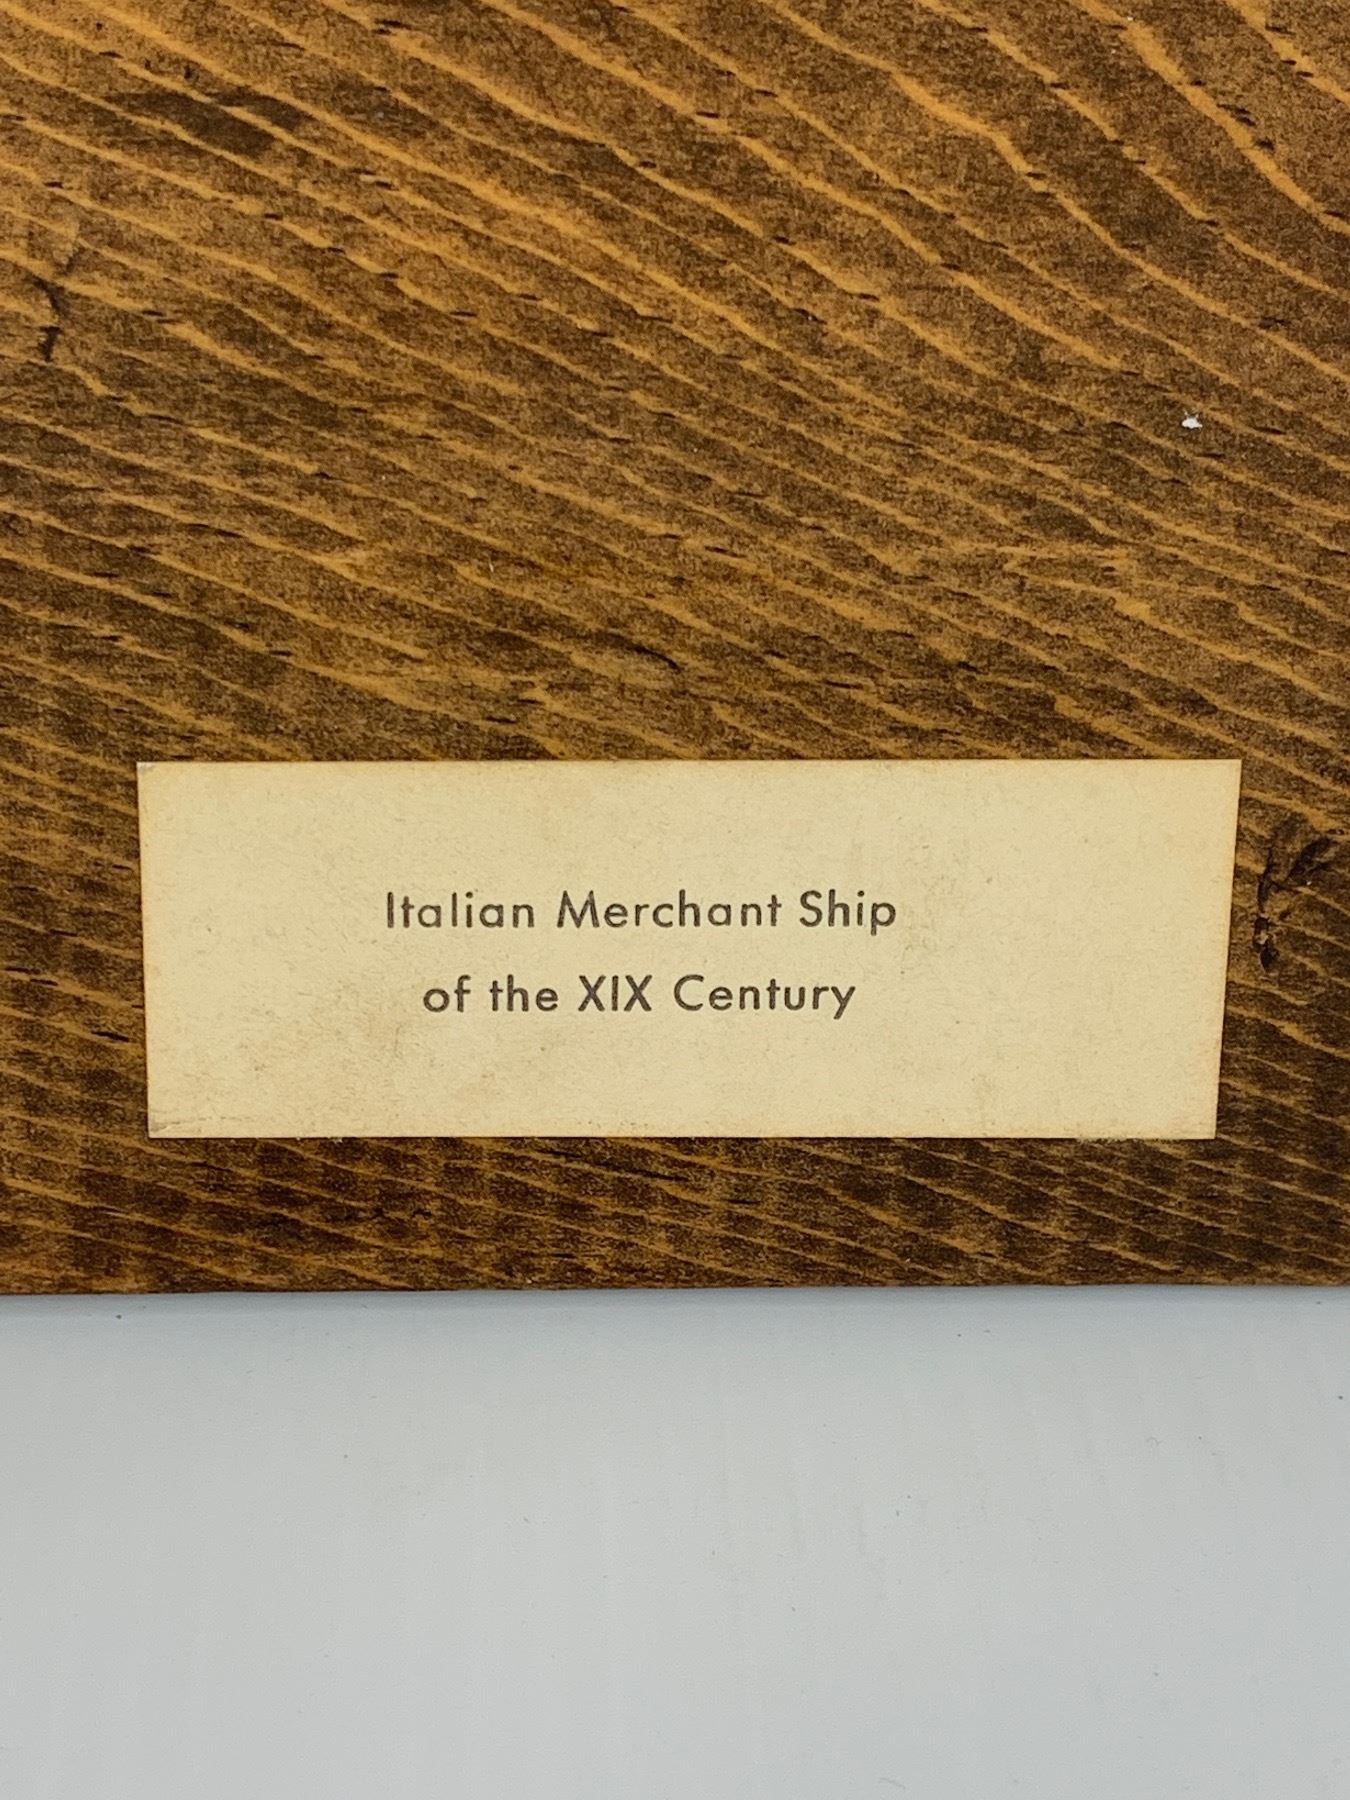 Italian Merchant Ship
of the XIX Century